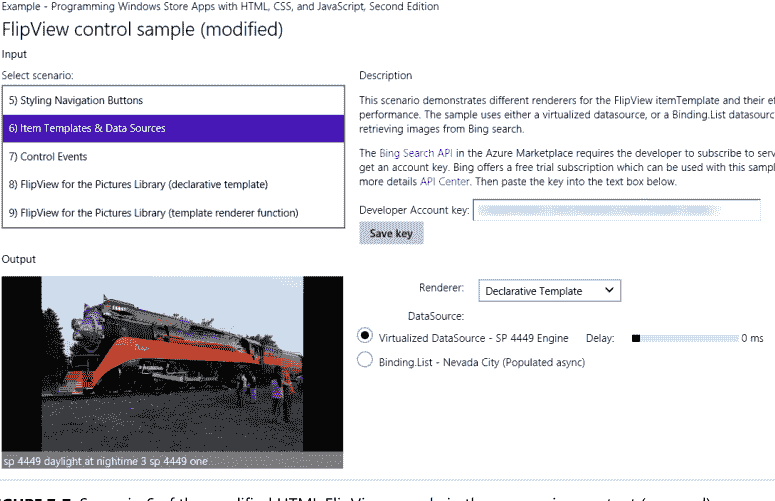 Example - Programming Windows Store Apps with HTML, CSS, and JavaScript, Second Edition
FlipView control sample (modified)
Input
Select scenario:
5) Styling Navigation Buttons
6) Item Templates & Data Sources
7) Control Events
8) FlipView for the Pictures Library (declarative template)
9) FlipView for the Pictures Library (template renderer function)
Description
This scenario demonstrates different renderers for the FlipView itemTemplate and their
performance. The sample uses either a virtualized datasource, or a Binding.List
retrieving images from Bing search.
The Bing Search API in the Azure Marketplace requires the developer to subscribe to
get an account key. Bing offers a free trial subscription which can be used with this
more details API Center. Then paste the key into the text box below.
Developer Account key:
Save key
Output
sp 4449 daylight at nightime 3 sp 4449 one
Renderer:
Declarative Template
DataSource:
Virtualized DataSource - SP 4449 Engine Delay: 0 ms
Binding.List - Nevada City (Populated async)